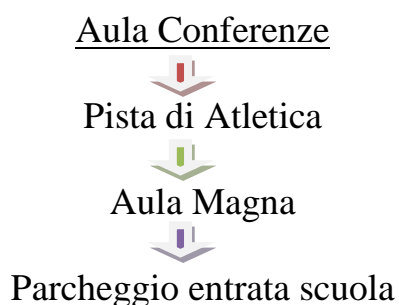 Aula Conferenze
Pista di Atletica
Aula Magna
Parcheggio entrata scuola